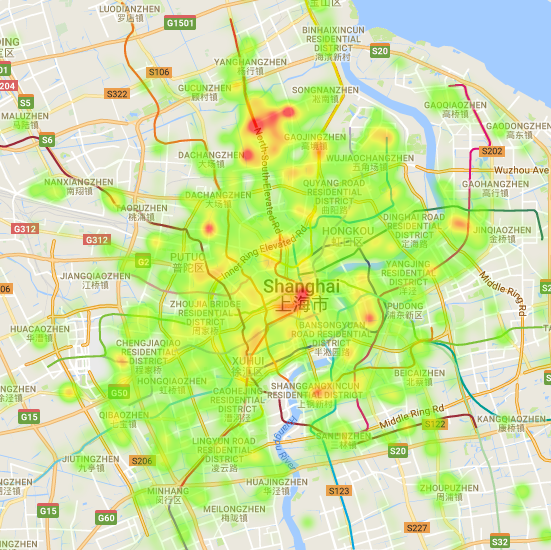 LUODIANZHEN
罗店镇
宝山区
G1501
BINHAIXINCUN
RESIDENTIAL
DISTRICT
海滨新村
S20
YANGHANGZHEN
杨行镇
S106
S322
GUCUNZHEN
顾村镇
SONGNANZHEN
淞南镇
S5
MALUZHEN
马陆镇
S6
GAOQIAOZHEN
高桥镇
GAODONGZHEN
高东镇
GAOJINGZHEN
高境镇
DACHANGZHEN
大场镇
WUJIAOCHANGZHEN
五角场镇
S202
Wuzhou Ave
NANXIANGZHEN
南翔镇
North-South Elevated Rd
QUYANG ROAD
RESIDENTIAL
DISTRICT
曲阳路
GAOHANGZHEN
高行镇
DACHANGZHEN
大场镇
TAOPUZHEN
桃浦镇
G312
G312
DINGHAI ROAD
RESIDENTIAL
DISTRICT
定海路
HONGKOU
虹口区
JINQIAOZHEN
金桥镇
Inner Ring Elevated Rd
PUTUO
普陀区
G2
JIANGQIAOZHEN
江桥镇
YANGJING
RESIDENTIAL
DISTRICT
洋泾
Middle Ring Rd
Shanghai
上海市
ZHOUJIA BRIDGE
RESIDENTIAL
DISTRICT
周家桥
PUDONG
浦东新区
HUACAOZHEN
华漕镇
CHENGJIAQIAO
RESIDENTIAL
DISTRICT
程家桥
BANSONGYUAN
ROAD RESIDENTIAL
DISTRICT
半淞园路
XUHUI
徐汇区
HONGQIAOZHEN
虹桥镇
BEICAIZHEN
北蔡镇
G50
CAOHEJING
RESIDENTIAL
DISTRICT
漕河泾
SHANGGANGXINCUN
RESIDENTIAL DISTRICT
上钢新村
G15
QIBAOZHEN
七宝镇
Middle Ring Rd
S122
KANGQIAOZHEN
康桥镇
SANLINZHEN
三林镇
LINGYUN ROAD
RESIDENTIAL
DISTRICT
凌云路
S20
JIUTINGZHEN
九亭镇
S206
HUAJINGZHEN
华泾镇
MINHANG
闵行区
ZHOUPUZHEN
周浦镇
S123
G15
G60
MEILONGZHEN
梅陇镇
S227
S32